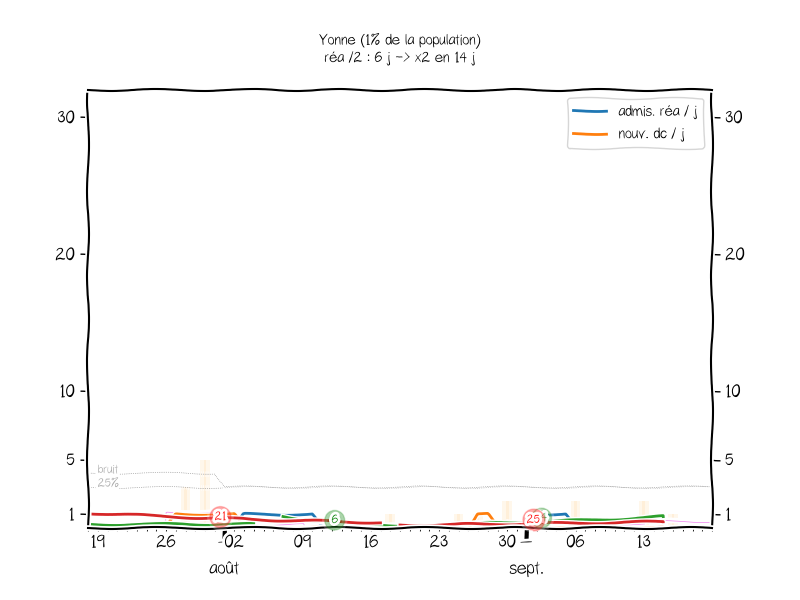 Yonne (1% de la population)
réa /2 : 6 j -> x2 en 14 j
admis. réa / j
nouv. dc / j
30
30
20
20
10
10
5
5
bruit
25%
1
1
21
6
25
19 26 02 09 16 23 30 06 13
août sept.